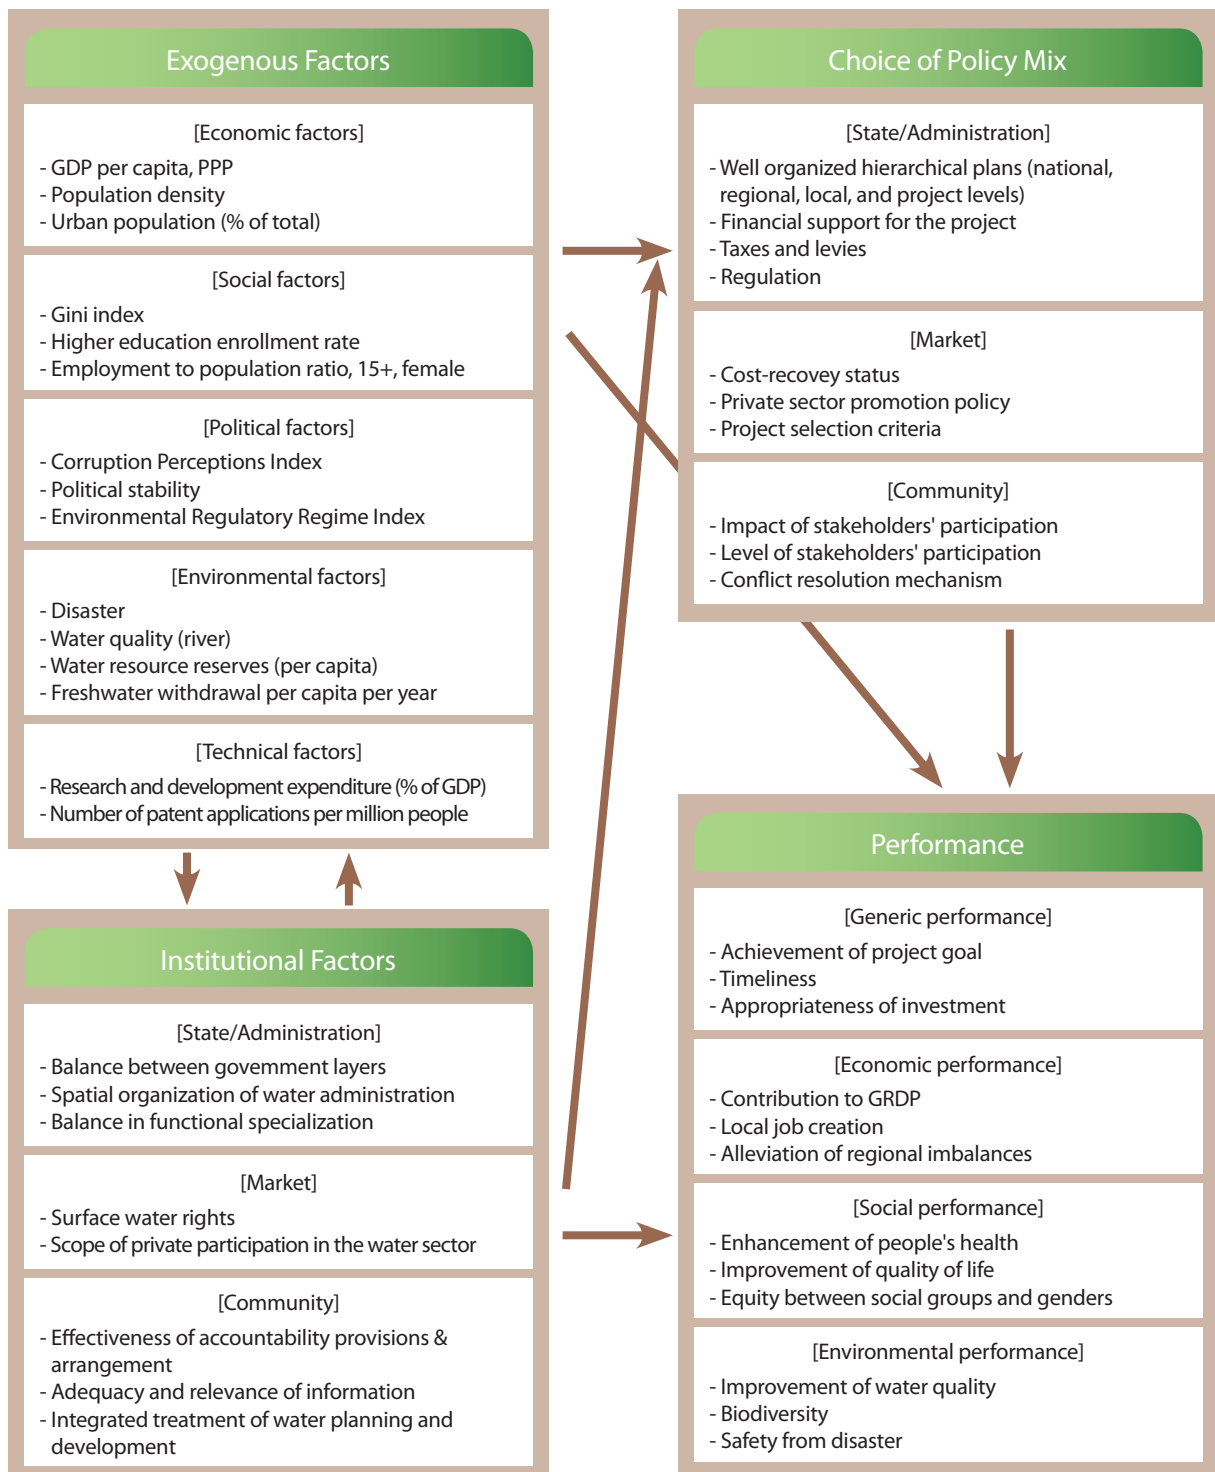 Exogenous Factors
[Economic factors]
- GDP per capita, PPP
- Population density
- Urban population (% of total)
[Social factors]
- Gini index
- Higher education enrollment rate
- Employment to population ratio, 15+, female
[Political factors]
- Corruption Perceptions Index
- Political stability
- Environmental Regulatory Regime Index
[Environmental factors]
- Disaster
- Water quality (river)
- Water resource reserves (per capita)
- Freshwater withdrawal per capita per year
[Technical factors]
- Research and development expenditure (% of GDP)
- Number of patent applications per million people
Institutional Factors
[State/Administration]
- Balance between govemment layers
- Spatial organization of water administration
- Balance in functional specialization
[Market]
- Surface water rights
- Scope of private participation in the water sector
[Community]
- Effectiveness of accountability provisions &
arrangement
- Adequacy and relevance of information
- Integrated treatment of water planning and
development
Choice of Policy Mix
[State/Administration]
- Well organized hierarchical plans (national,
regional, local, and project levels)
- Financial support for the project
- Taxes and levies
- Regulation
[Market]
- Cost-recovey status
- Private sector promotion policy
- Project selection criteria
[Community]
- Impact of stakeholders' participation
- Level of stakeholders' participation
- Conflict resolution mechanism
Performance
[Generic performance]
- Achievement of project goal
- Timeliness
- Appropriateness of investment
[Economic performance]
- Contribution to GRDP
- Local job creation
- Alleviation of regional imbalances
[Social performance]
- Enhancement of people's health
- Improvement of quality of life
- Equity between social groups and genders
[Environmental performance]
- Improvement of water quality
- Biodiversity
- Safety from disaster